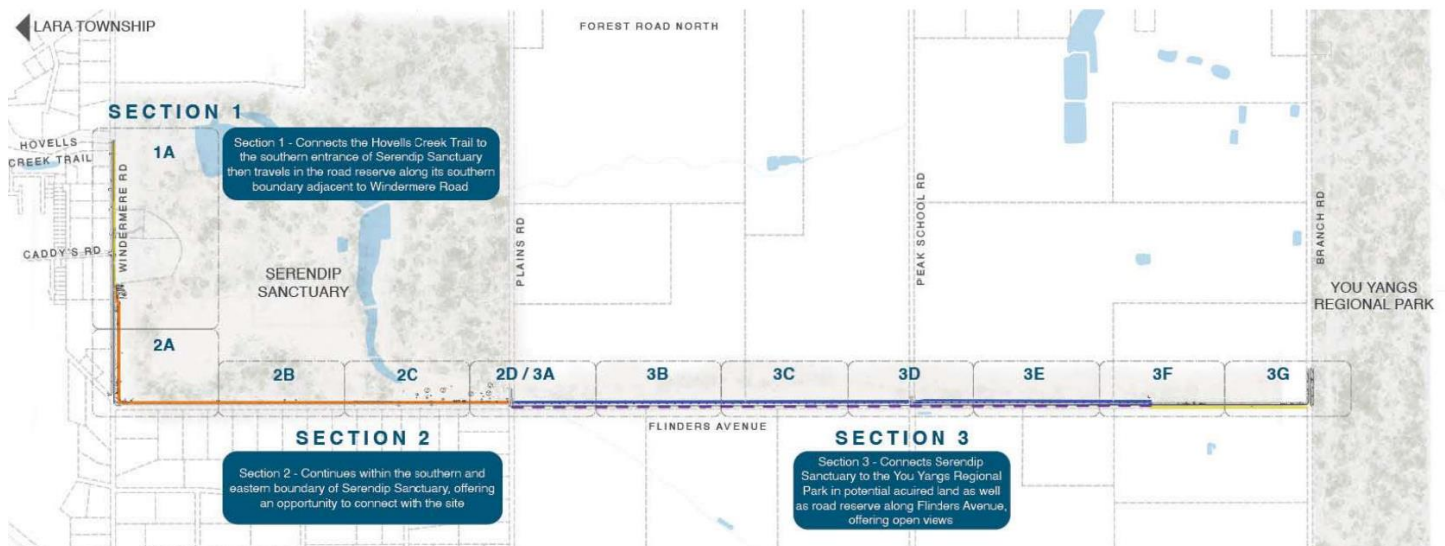 LARA TOWNSHIP
FOREST ROAD NORTH
SECTION 1
HOVELLS
CREEK TRAIL
1A
Section 1 - Connects the Hovells Creek Trail to
the southern entrance of Serendip Sanctuary
then travels in the road reserve along its southern
boundary adjacent to Windermere Road
WINDERMERE RD
CADDY'S RD
SERENDIP
SANCTUARY
PLAINS RD
PEAK SCHOOL RD
BRANCH RD
YOU YANGS
REGIONAL PARK
2A
2B
2C
2D / 3A
3B
3C
3D
3E
3F
3G
FLINDERS AVENUE
SECTION 2
Section 2 - Continues within the southern and
eastern boundary of Serendip Sanctuary, offering
an opportunity to connect with the site
SECTION 3
Section 3 - Connects Serendip
Sanctuary to the You Yangs Regional
Park in potential acuired land as well
as road reserve along Flinders Avenue,
offering open views